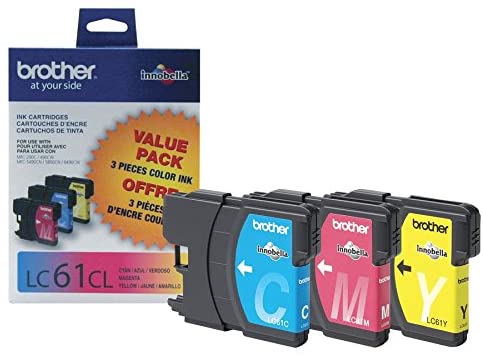 brother
at your side
innobella
INK CARTRIDGES
CARTOUCHES D'ENCRE
CARTUCHOS DE TINTA
FOR USE WITH
POUR UTILISER AVEC
PARA USAR CON
VALUE
PACK
3 PIECES COLOR INK
OFFRE
3 PIÈCES
D'ENCRE COU
LC61CL
CYAN / AZUL / VERDOSO
MAGENTA
YELLOW / JAUNE / AMARILLO
brother
innobella
C
LC61C
brother
innobella
M
LC61M
brother
innobella
Y
LC61Y